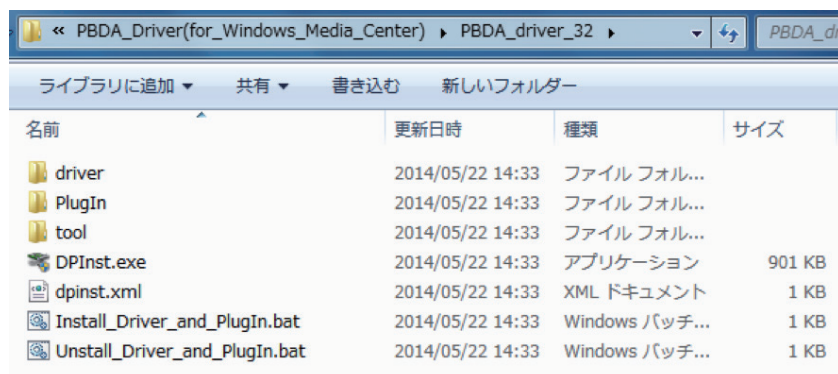 « PBDA_Driver(for_Windows_Media_Center) PBDA_driver_32 PBDA_dr
ライブラリに追加 共有 書き込む 新しいフォルダー
名前 更新日時 種類 サイズ
driver 2014/05/22 14:33 ファイル フォル...
PlugIn 2014/05/22 14:33 ファイル フォル...
tool 2014/05/22 14:33 ファイル フォル...
DPInst.exe 2014/05/22 14:33 アプリケーション 901 KB
dpinst.xml 2014/05/22 14:33 XML ドキュメント 1 KB
Install_Driver_and_PlugIn.bat 2014/05/22 14:33 Windows バッチ... 1 KB
Unstall_Driver_and_PlugIn.bat 2014/05/22 14:33 Windows バッチ... 1 KB